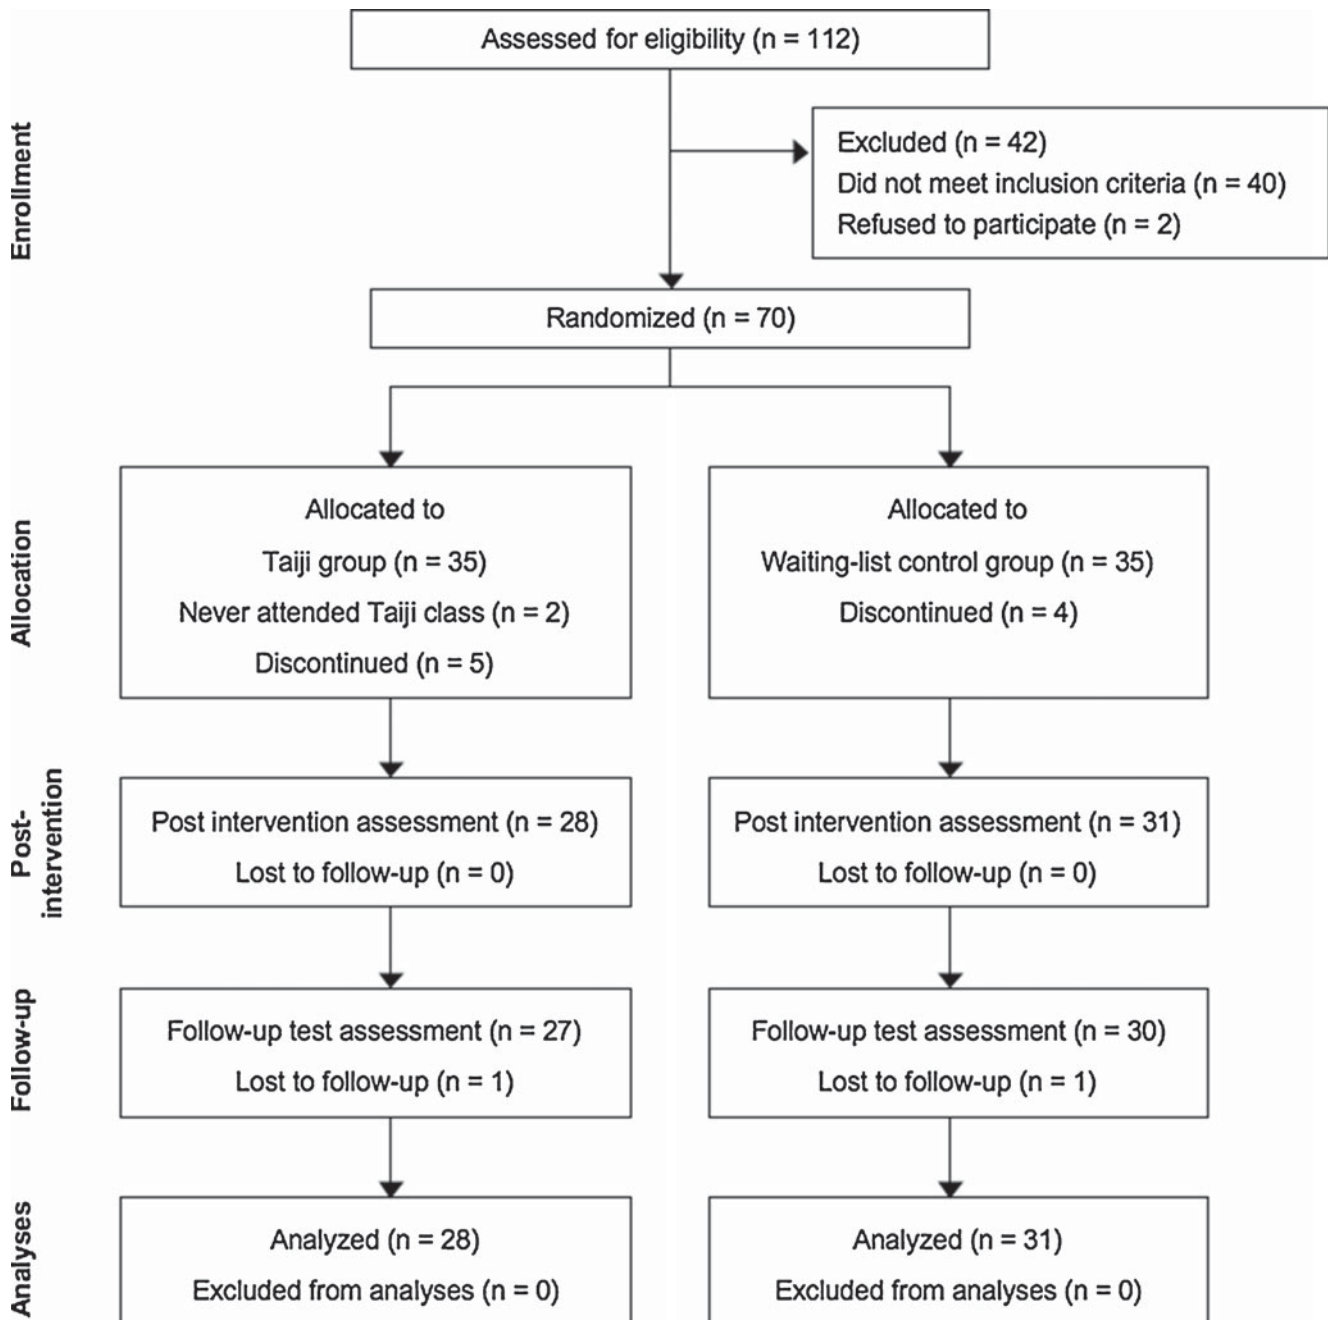 Assessed for eligibility (n = 112)
Enrollment
Excluded (n = 42)
Did not meet inclusion criteria (n = 40)
Refused to participate (n = 2)
Randomized (n = 70)
Allocation
Allocated to
Taiji group (n = 35)
Never attended Taiji class (n = 2)
Discontinued (n = 5)
Allocated to
Waiting-list control group (n = 35)
Discontinued (n = 4)
Post-
intervention
Post intervention assessment (n = 28)
Lost to follow-up (n = 0)
Post intervention assessment (n = 31)
Lost to follow-up (n = 0)
Follow-up
Follow-up test assessment (n = 27)
Lost to follow-up (n = 1)
Follow-up test assessment (n = 30)
Lost to follow-up (n = 1)
Analyses
Analyzed (n = 28)
Excluded from analyses (n = 0)
Analyzed (n = 31)
Excluded from analyses (n = 0)